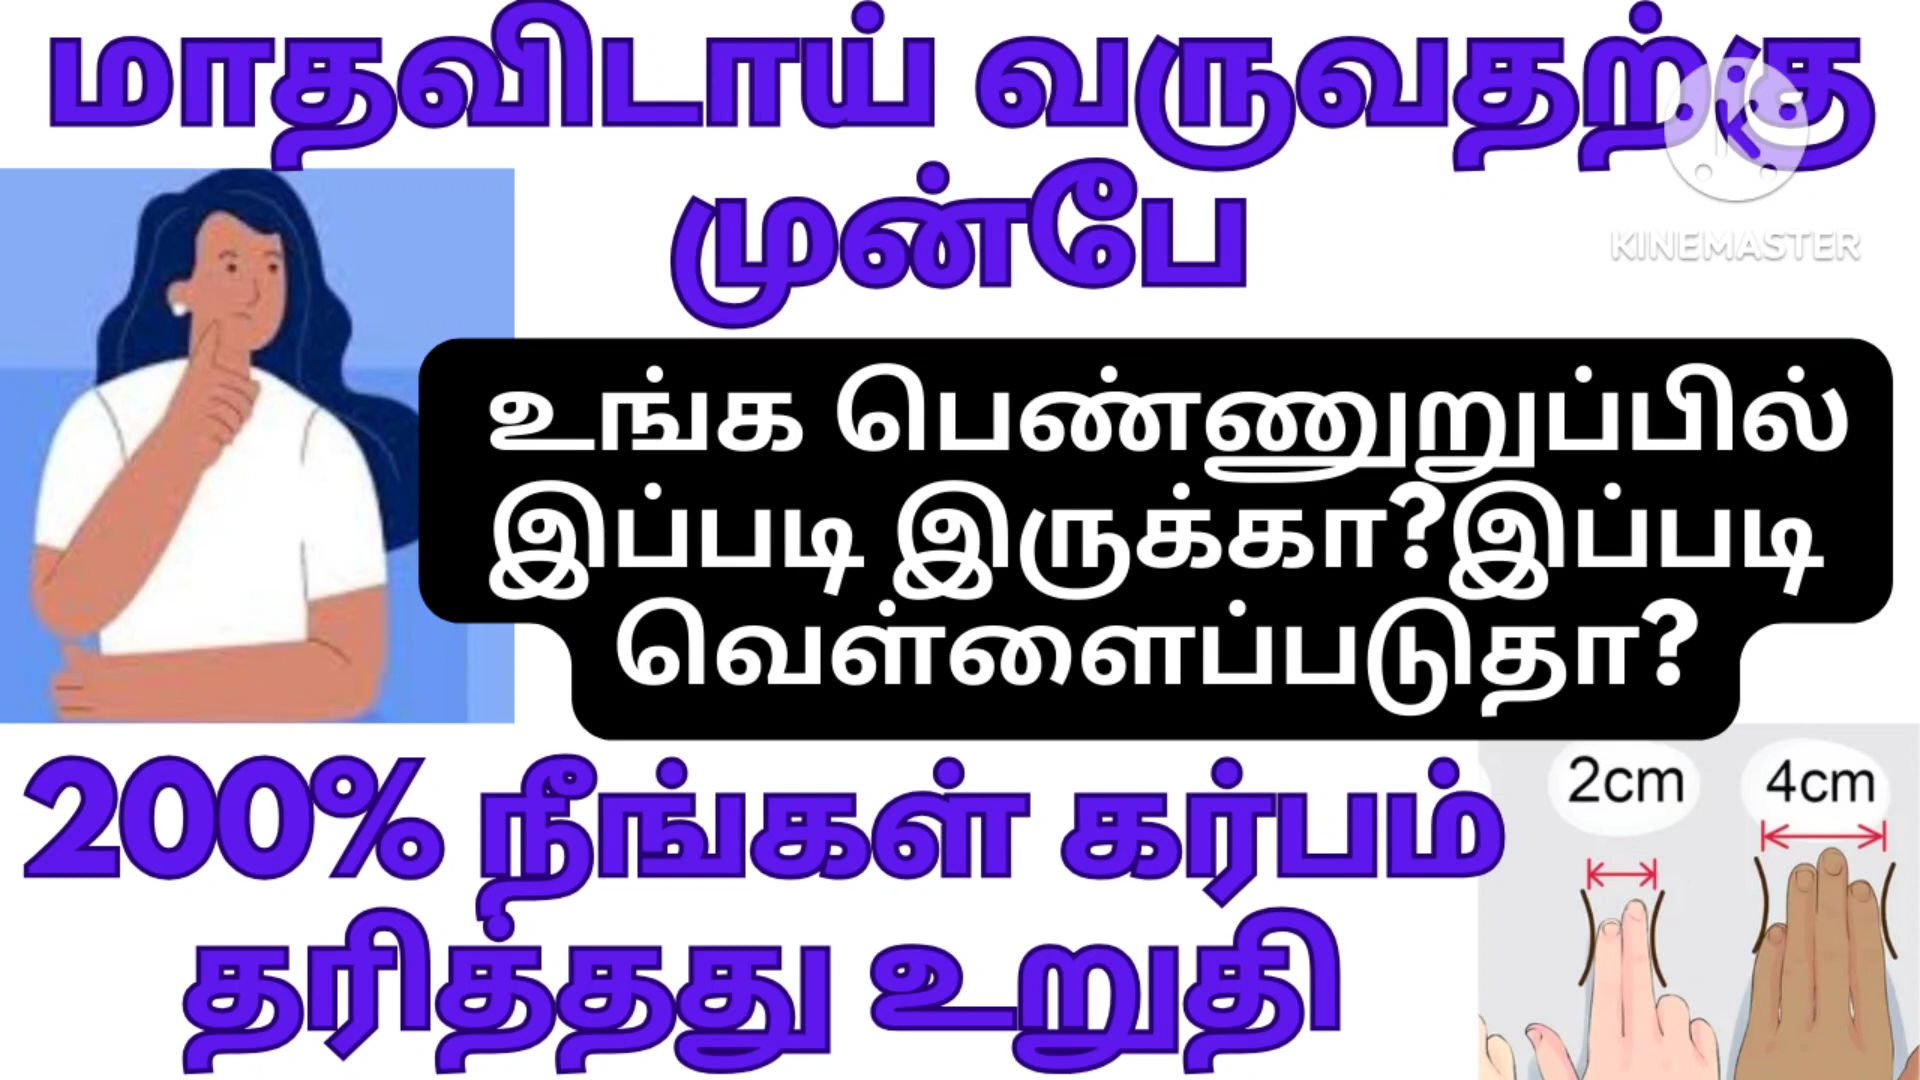 மாதவிடாய் வருவதற்கு
முன்பே
KINEMASTER
உங்க பெண்ணுறுப்பில்
இப்படி இருக்கா?இப்படி
வெள்ளைப்படுதா?
2cm 4cm
200% நீங்கள் கர்பம்
தரித்தது உறுதி